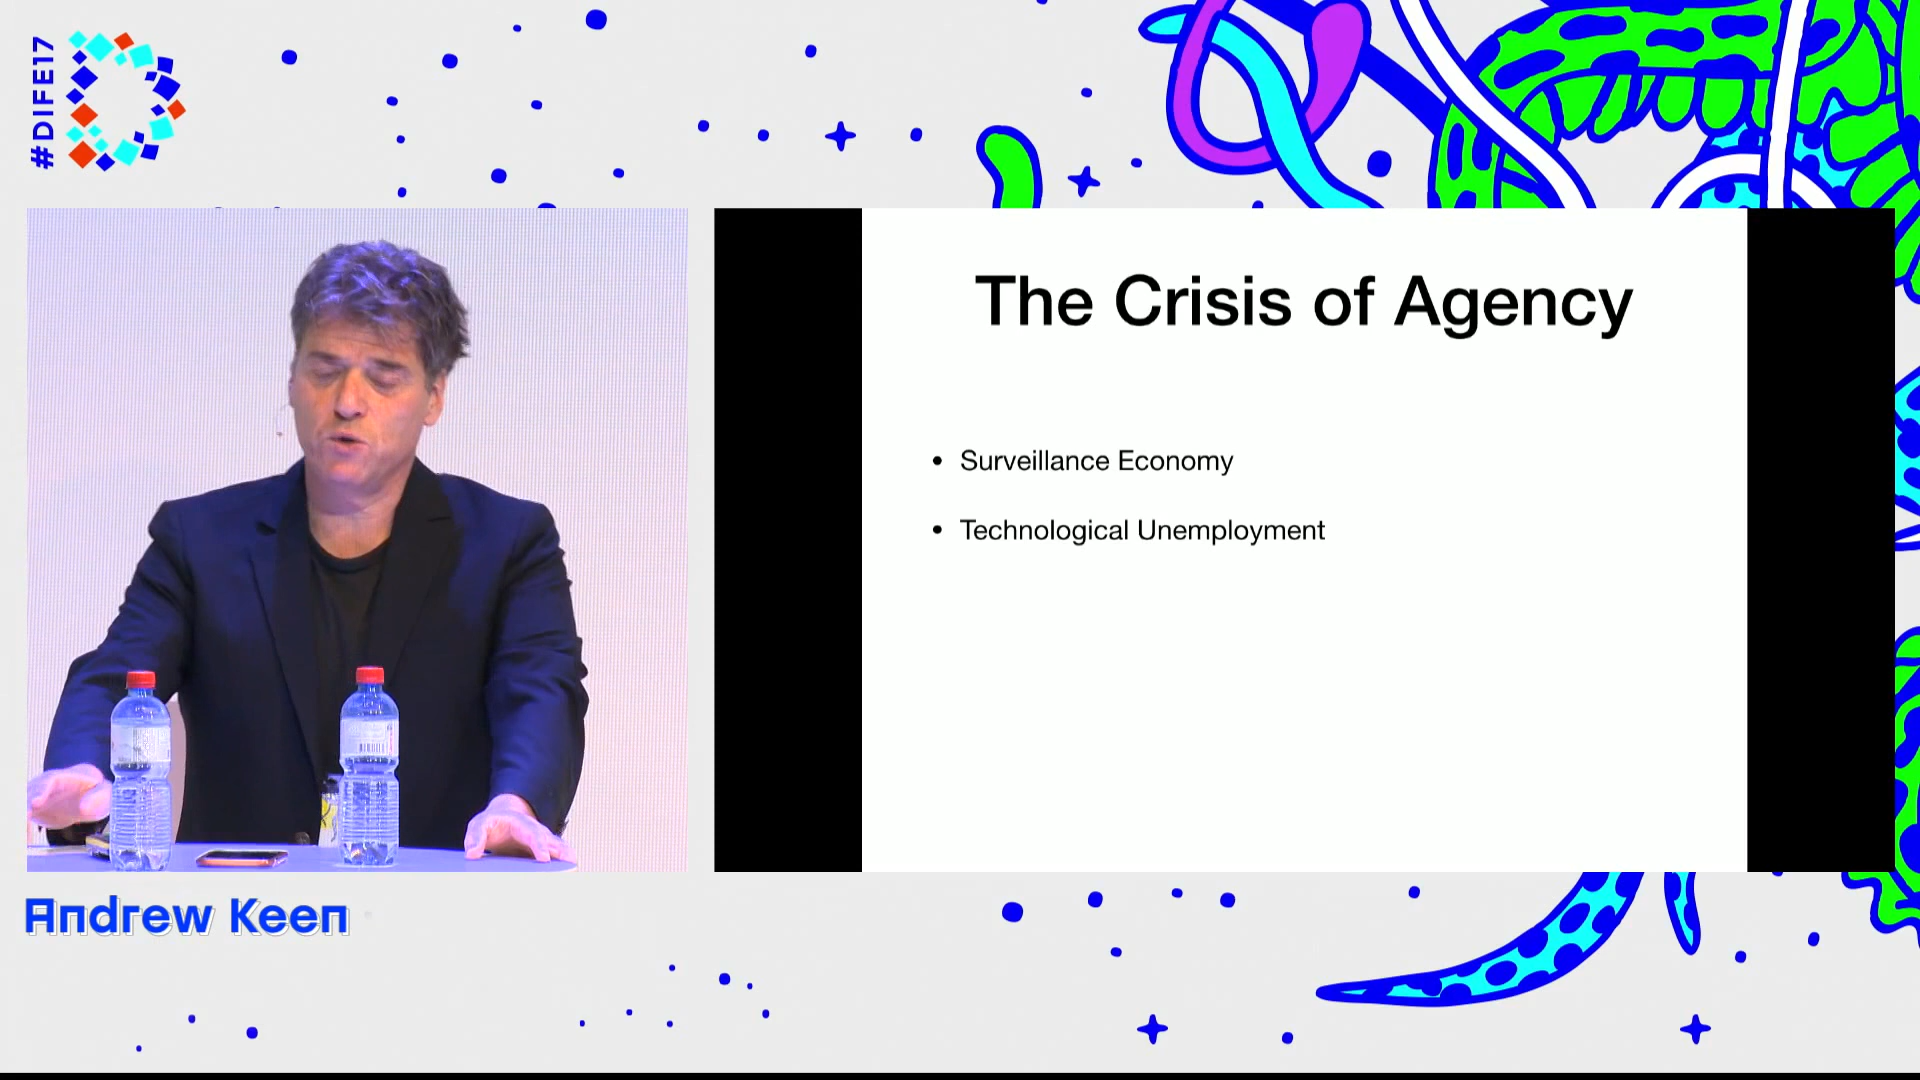 #DIFE17
The Crisis of Agency
• Surveillance Economy
• Technological Unemployment
Andrew Keen